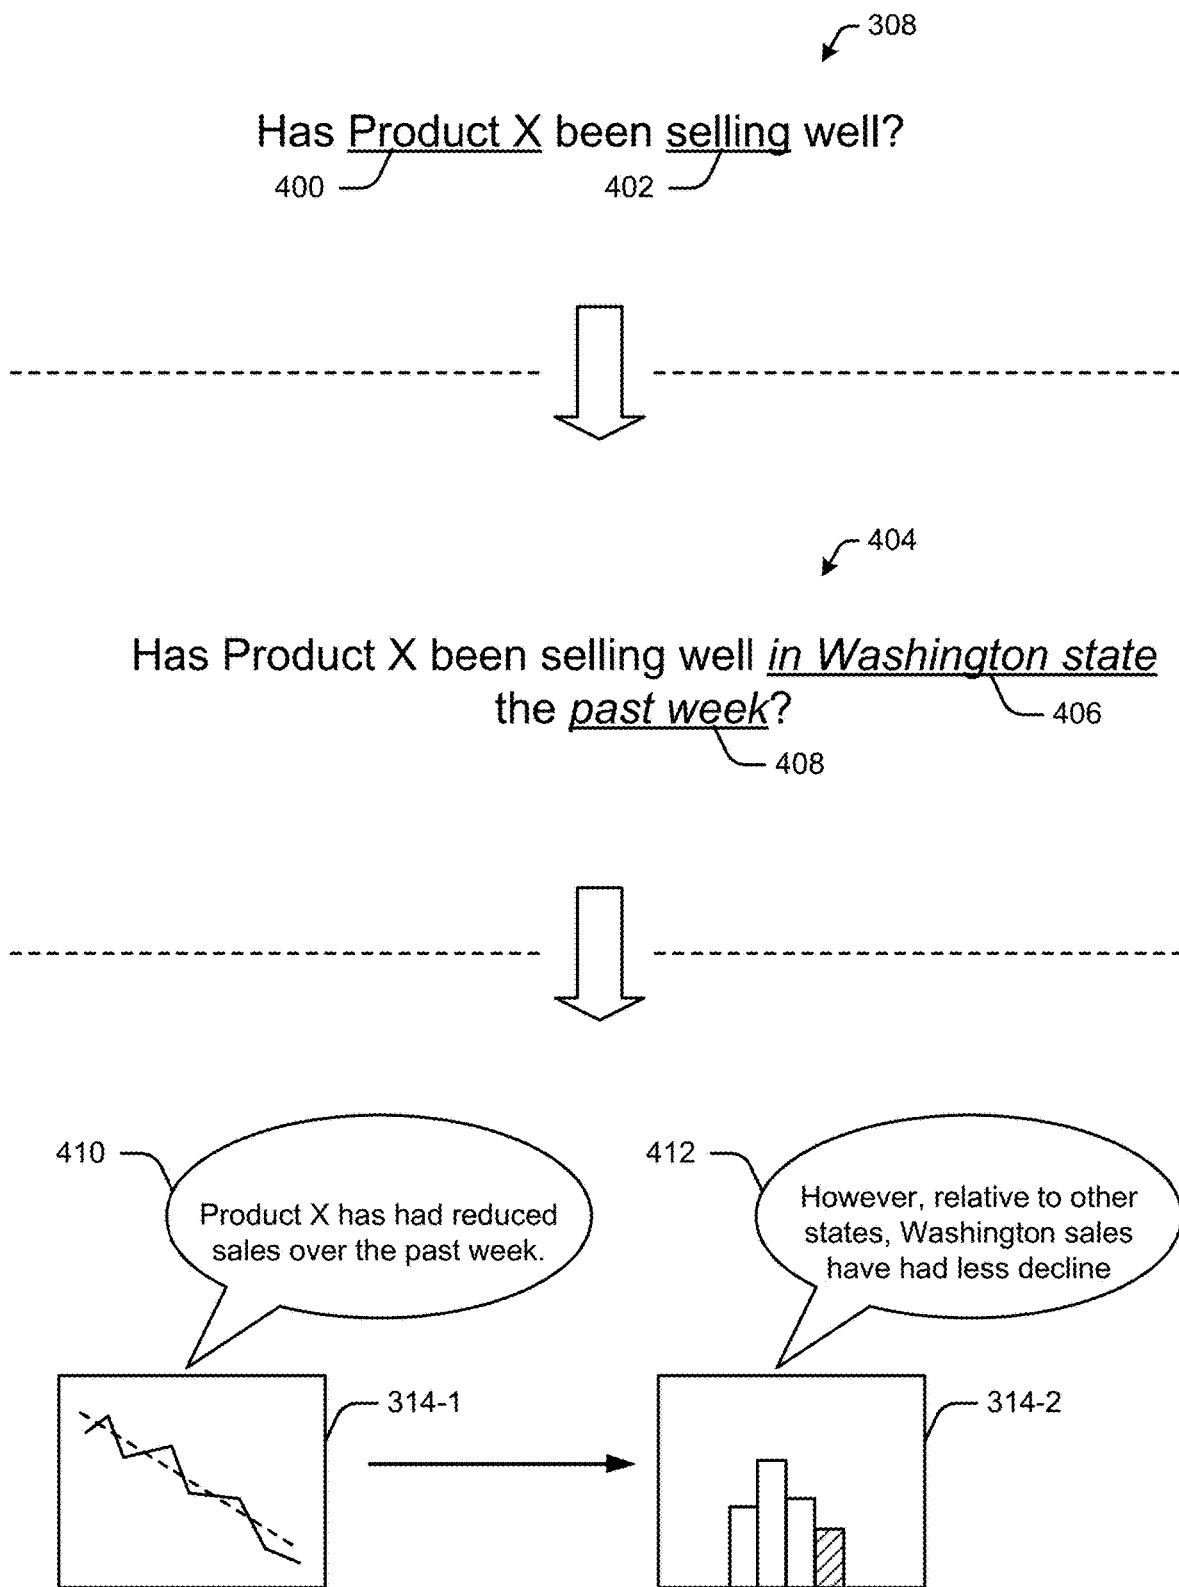 308
Has Product X been selling well?
400
402
404
Has Product X been selling well in Washington state
the past week?
406
408
410
Product X has had reduced
sales over the past week.
412
However, relative to other
states, Washington sales
have had less decline
314-1
314-2